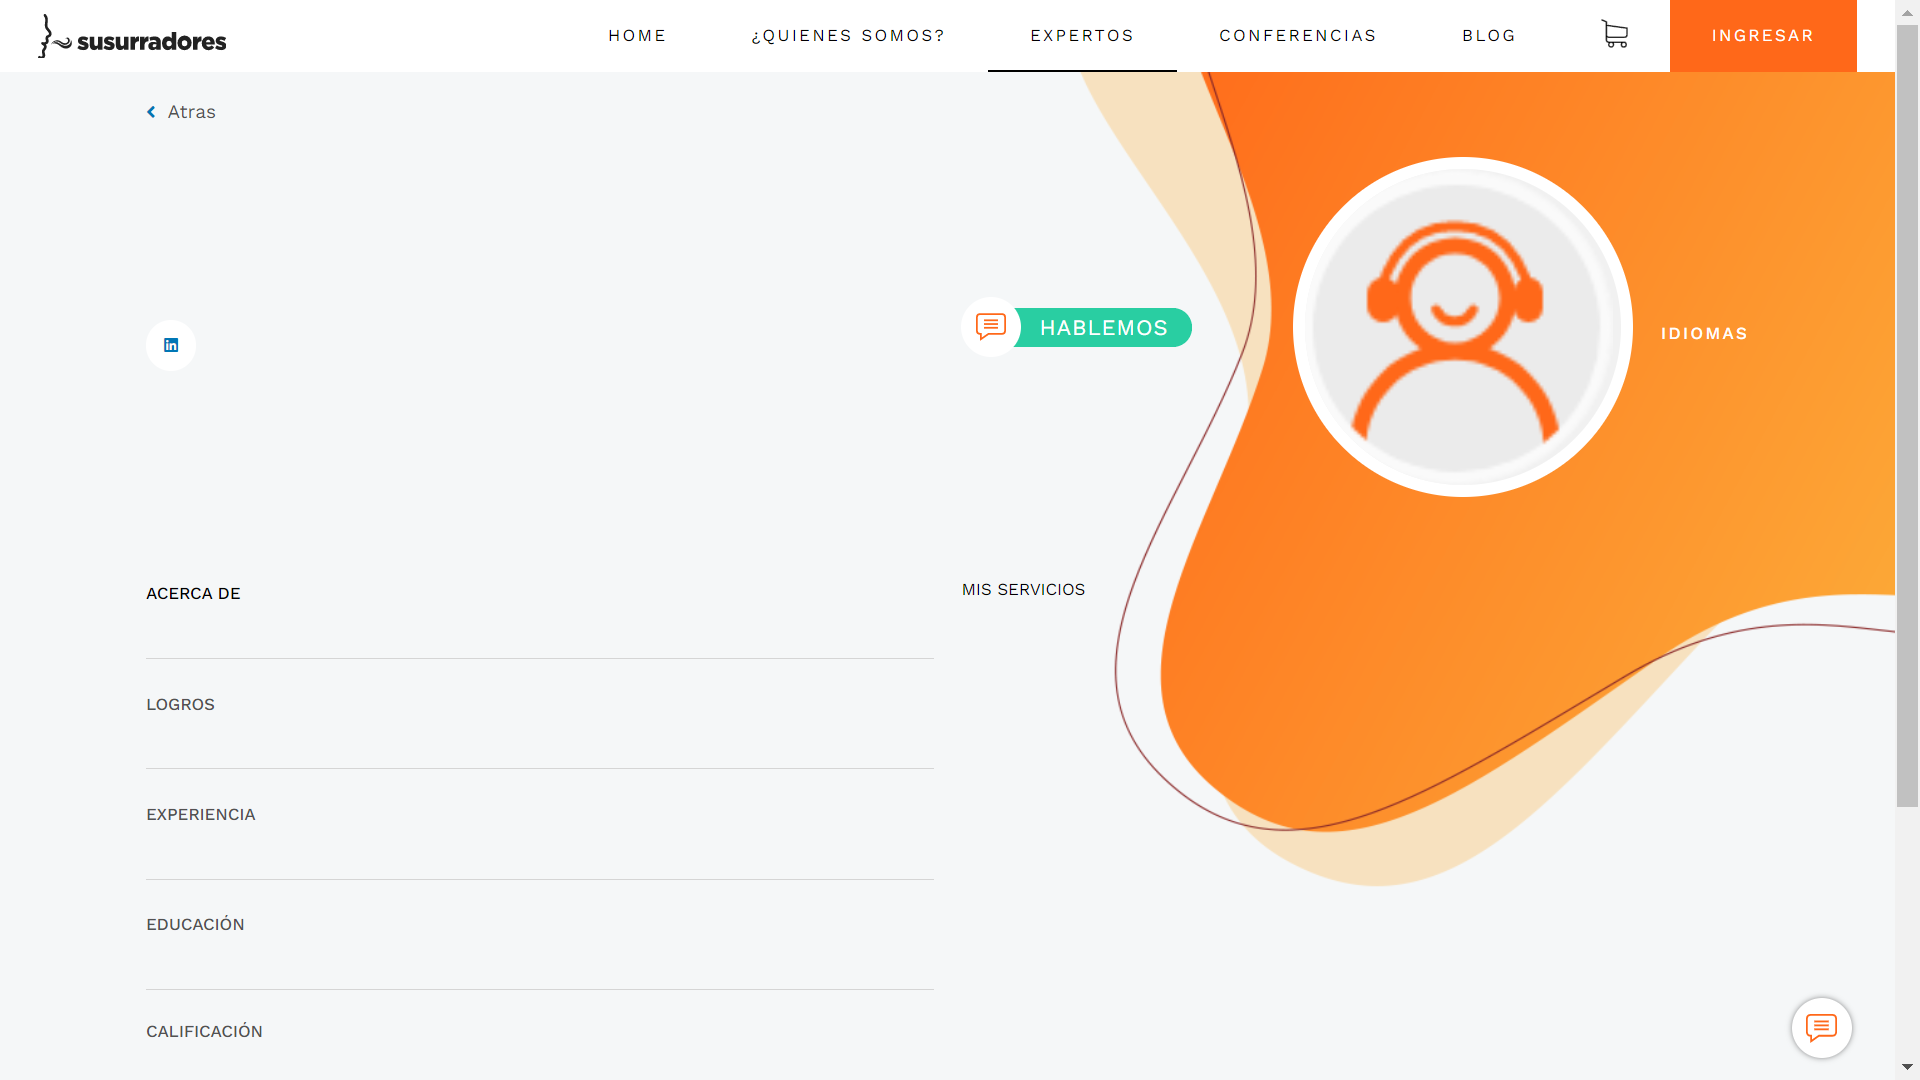 susurradores
HOME
¿QUIENES SOMOS?
EXPERTOS
CONFERENCIAS
BLOG
INGRESAR
Atras
HABLEMOS
IDIOMAS
in
ACERCA DE
MIS SERVICIOS
LOGROS
EXPERIENCIA
EDUCACIÓN
CALIFICACIÓN